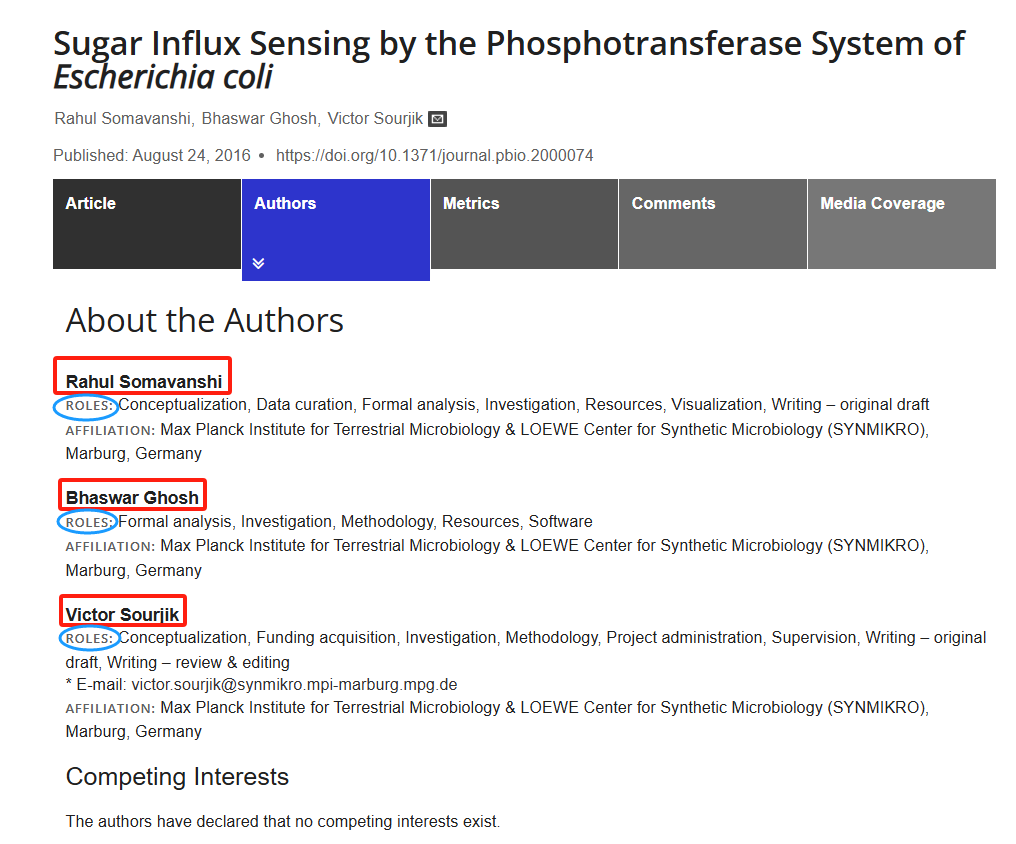 Sugar Influx Sensing by the Phosphotransferase System of
Escherichia coli
Rahul Somavanshi, Bhaswar Ghosh, Victor Sourjik
Published: August 24, 2016 • https://doi.org/10.1371/journal.pbio.2000074
Article Authors Metrics Comments Media Coverage
About the Authors
Rahul Somavanshi
ROLES: Conceptualization, Data curation, Formal analysis, Investigation, Resources, Visualization, Writing – original draft
AFFILIATION: Max Planck Institute for Terrestrial Microbiology & LOEWE Center for Synthetic Microbiology (SYNMIKRO),
Marburg, Germany
Bhaswar Ghosh
ROLES: Formal analysis, Investigation, Methodology, Resources, Software
AFFILIATION: Max Planck Institute for Terrestrial Microbiology & LOEWE Center for Synthetic Microbiology (SYNMIKRO),
Marburg, Germany
Victor Sourjik
ROLES: Conceptualization, Funding acquisition, Investigation, Methodology, Project administration, Supervision, Writing – original
draft, Writing – review & editing
* E-mail: victor.sourjik@synmikro.mpi-marburg.mpg.de
AFFILIATION: Max Planck Institute for Terrestrial Microbiology & LOEWE Center for Synthetic Microbiology (SYNMIKRO),
Marburg, Germany
Competing Interests
The authors have declared that no competing interests exist.